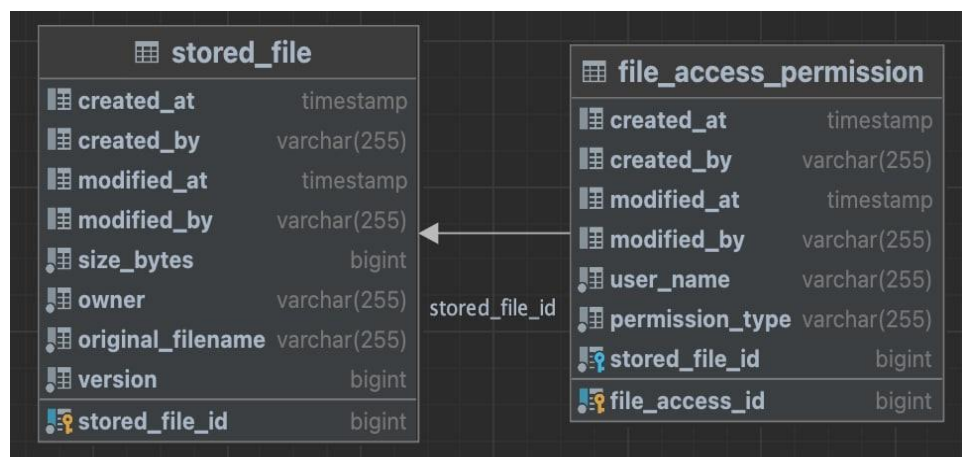 stored_file
created_at timestamp
created_by varchar(255)
modified_at timestamp
modified_by varchar(255)
size_bytes bigint
owner varchar(255)
original_filename varchar(255)
version bigint
stored_file_id bigint
stored_file_id
file_access_permission
created_at timestamp
created_by varchar(255)
modified_at timestamp
modified_by varchar(255)
user_name varchar(255)
permission_type varchar(255)
stored_file_id bigint
file_access_id bigint